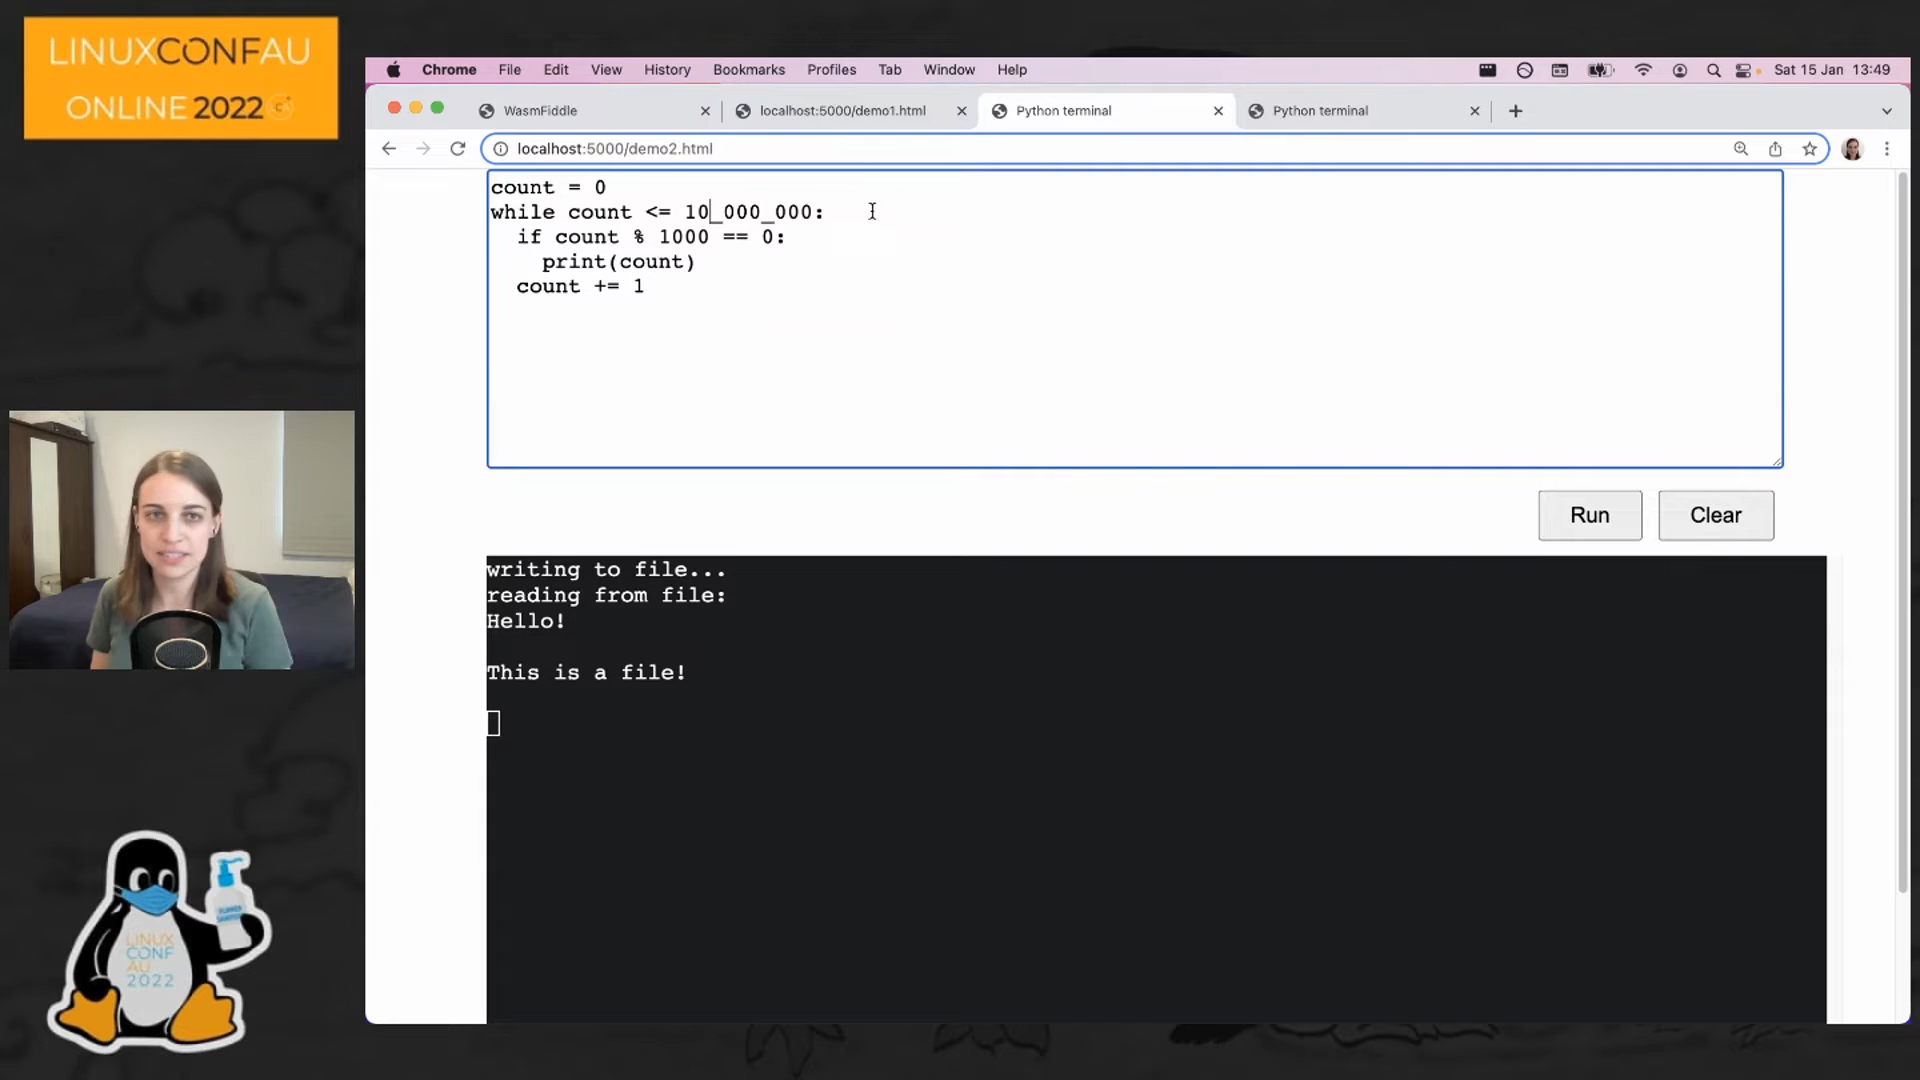 LINUXCONFAU
ONLINE 2022
Chrome File Edit View History Bookmarks Profiles Tab Window Help
Sat 15 Jan 13:49
WasmFiddle
localhost:5000/demo1.html
Python terminal
Python terminal
localhost:5000/demo2.html
count = 0
while count <= 10_000_000:
  if count % 1000 == 0:
    print(count)
  count += 1
Run Clear
writing to file...
reading from file:
Hello!
This is a file!
LINUX
CONF
AU
2022